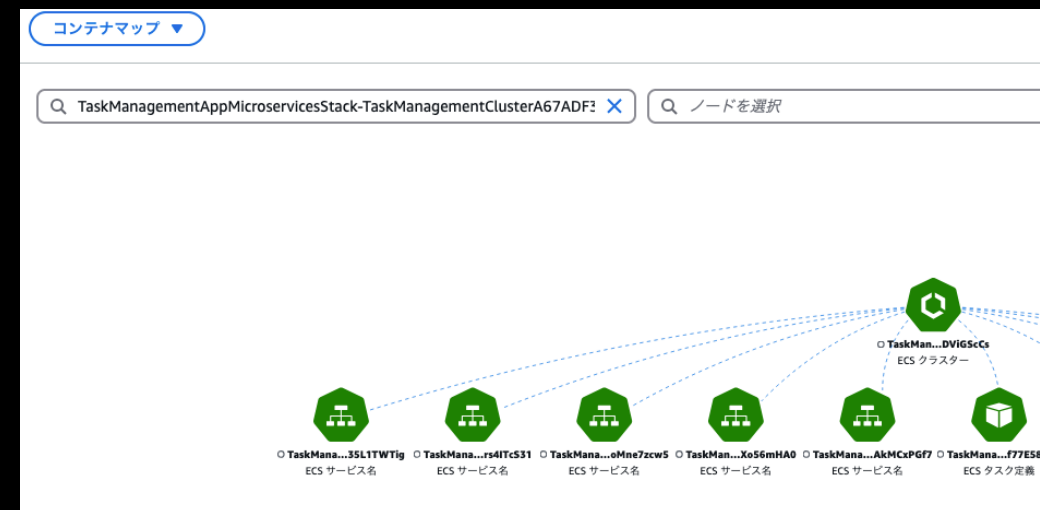 コンテナマップ ▼
TaskManagementAppMicroservicesStack-TaskManagementClusterA67ADF3
ノードを選択
TaskMan...DViGScCs
ECS クラスター
TaskMana...35L1TWTig TaskMana...rs4ITcS31 TaskMana...oMne7zcw5 TaskMan...Xo56mHA0 TaskMana...AkMCxPGf7 TaskMana...f77E58
ECS サービス名 ECS サービス名 ECS サービス名 ECS サービス名 ECS サービス名 ECS タスク定義